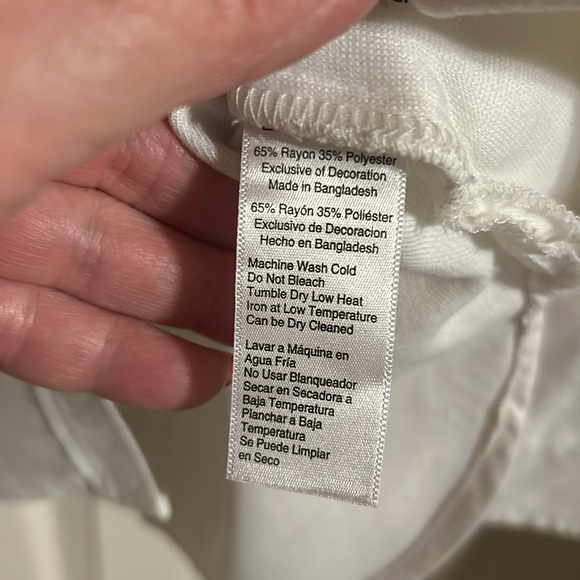 65% Rayon 35% Polyester
Exclusive of Decoration
Made in Bangladesh
65% Rayón 35% Poliéster
Exclusivo de Decoracion
Hecho en Bangladesh
Machine Wash Cold
Do Not Bleach
Tumble Dry Low Heat
Iron at Low Temperature
Can be Dry Cleaned
Lavar a Máquina en
Agua Fría
No Usar Blanqueador
Secar en Secadora a
Baja Temperatura
Planchar a Baja
Temperatura
Se Puede Limpiar
en Seco